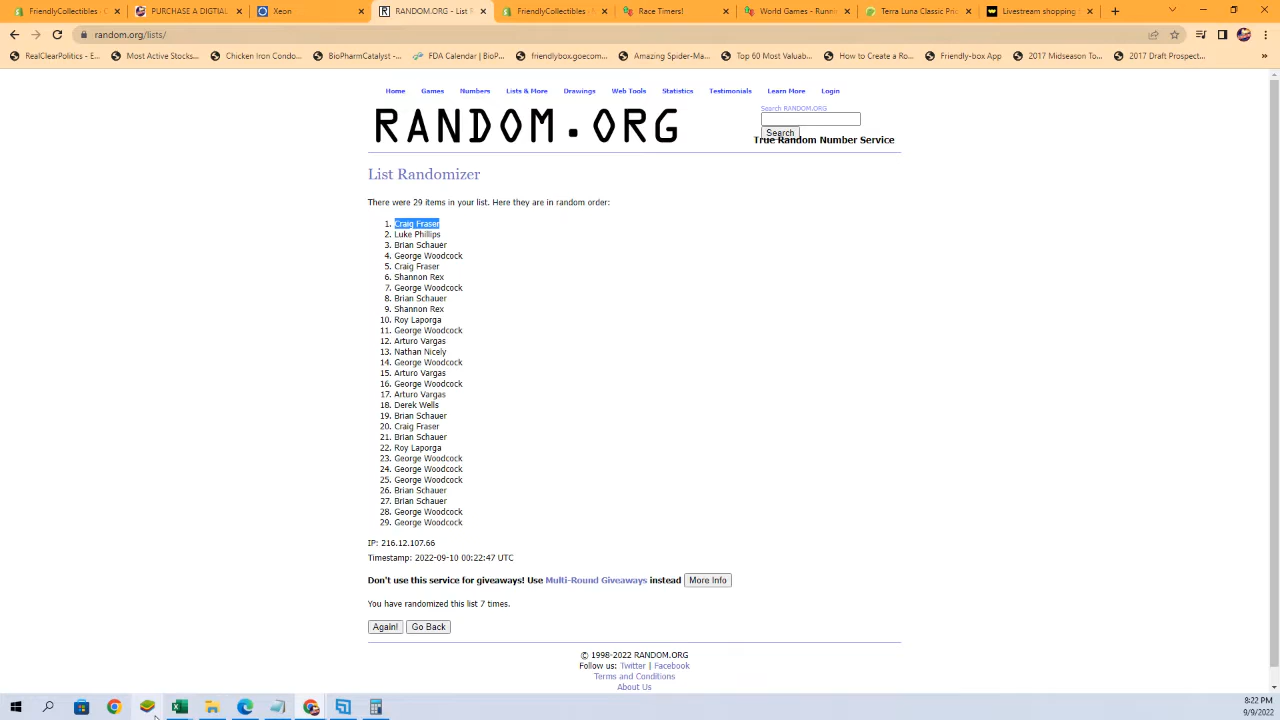 friendlyCollectibles
PURCHASE A DIGTIAL
Xeon
RANDOM.ORG - List R
friendlyCollectibles
Race Timers!
World Games - Runni
Terra Luna Classic Pric
Livestream shopping
random.org/lists/
RealClearPolitics - E...
Most Active Stocks...
Chicken Iron Condo...
BioPharmCatalyst -...
FDA Calendar | BioP...
friendlybox.goecom...
Amazing Spider-Ma...
Top 60 Most Valuab...
How to Create a Ro...
Friendly-box App
2017 Midseason To...
2017 Draft Prospect...
Home Games Numbers Lists & More Drawings Web Tools Statistics Testimonials Learn More Login
Search RANDOM.ORG
RANDOM.ORG
Search
True Random Number Service
List Randomizer
There were 29 items in your list. Here they are in random order:
1. Craig Fraser
2. Luke Phillips
3. Brian Schauer
4. George Woodcock
5. Craig Fraser
6. Shannon Rex
7. George Woodcock
8. Brian Schauer
9. Shannon Rex
10. Roy Laporga
11. George Woodcock
12. Arturo Vargas
13. Nathan Nicely
14. George Woodcock
15. Arturo Vargas
16. George Woodcock
17. Arturo Vargas
18. Derek Wells
19. Brian Schauer
20. Craig Fraser
21. Brian Schauer
22. Roy Laporga
23. George Woodcock
24. George Woodcock
25. George Woodcock
26. Brian Schauer
27. Brian Schauer
28. George Woodcock
29. George Woodcock
IP: 216.12.107.66
Timestamp: 2022-09-10 00:22:47 UTC
Don't use this service for giveaways! Use Multi-Round Giveaways instead More Info
You have randomized this list 7 times.
Again! Go Back
© 1998-2022 RANDOM.ORG
Follow us: Twitter | Facebook
Terms and Conditions
About Us
8:22 PM
9/9/2022